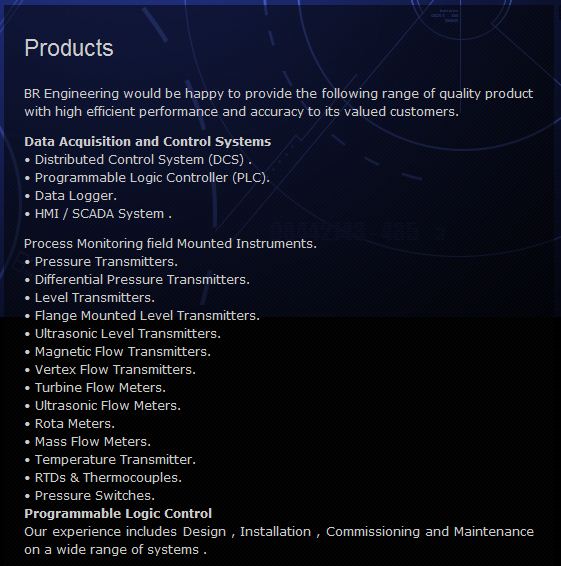 Products
BR Engineering would be happy to provide the following range of quality product
with high efficient performance and accuracy to its valued customers.
Data Acquisition and Control Systems
• Distributed Control System (DCS) .
• Programmable Logic Controller (PLC).
• Data Logger.
• HMI / SCADA System .
Process Monitoring field Mounted Instruments.
• Pressure Transmitters.
• Differential Pressure Transmitters.
• Level Transmitters.
• Flange Mounted Level Transmitters.
• Ultrasonic Level Transmitters.
• Magnetic Flow Transmitters.
• Vertex Flow Transmitters.
• Turbine Flow Meters.
• Ultrasonic Flow Meters.
• Rota Meters.
• Mass Flow Meters.
• Temperature Transmitter.
• RTDs & Thermocouples.
• Pressure Switches.
Programmable Logic Control
Our experience includes Design , Installation , Commissioning and Maintenance
on a wide range of systems .